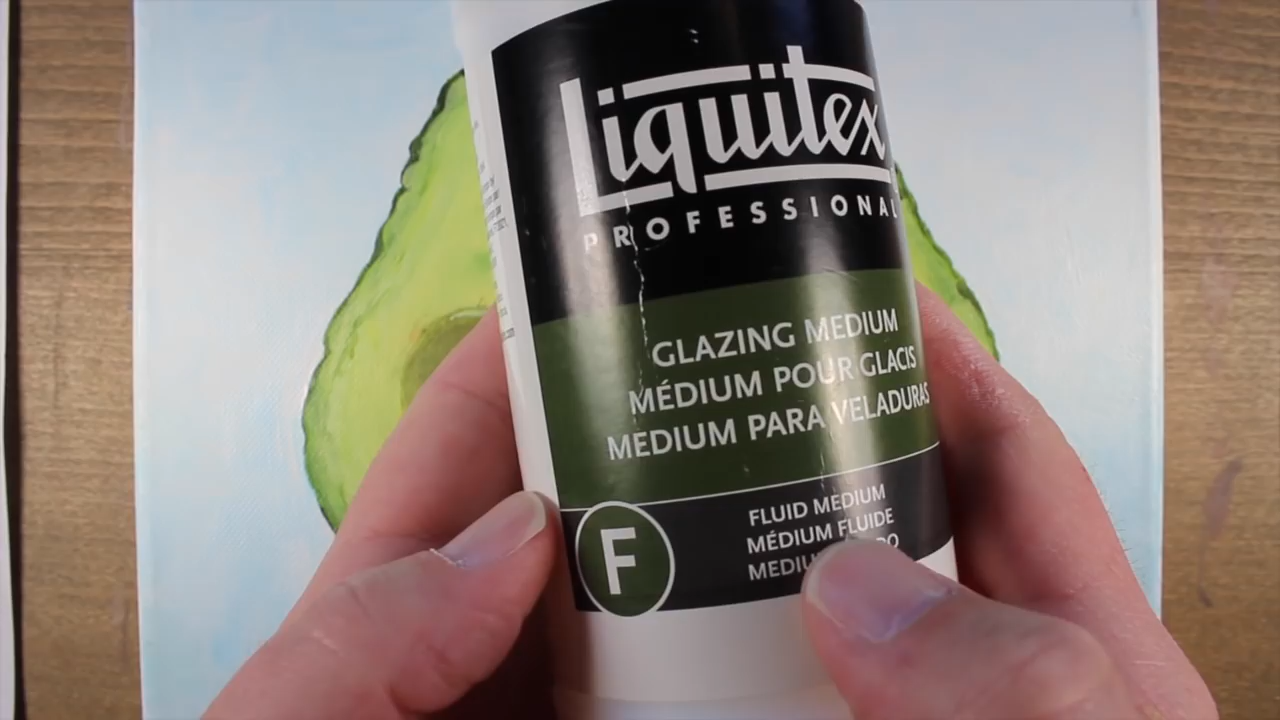 Liquitex
PROFESSIONAL
GLAZING MEDIUM
MÉDIUM POUR GLACIS
MEDIUM PARA VELADURAS
F
FLUID MEDIUM
MÉDIUM FLUIDE